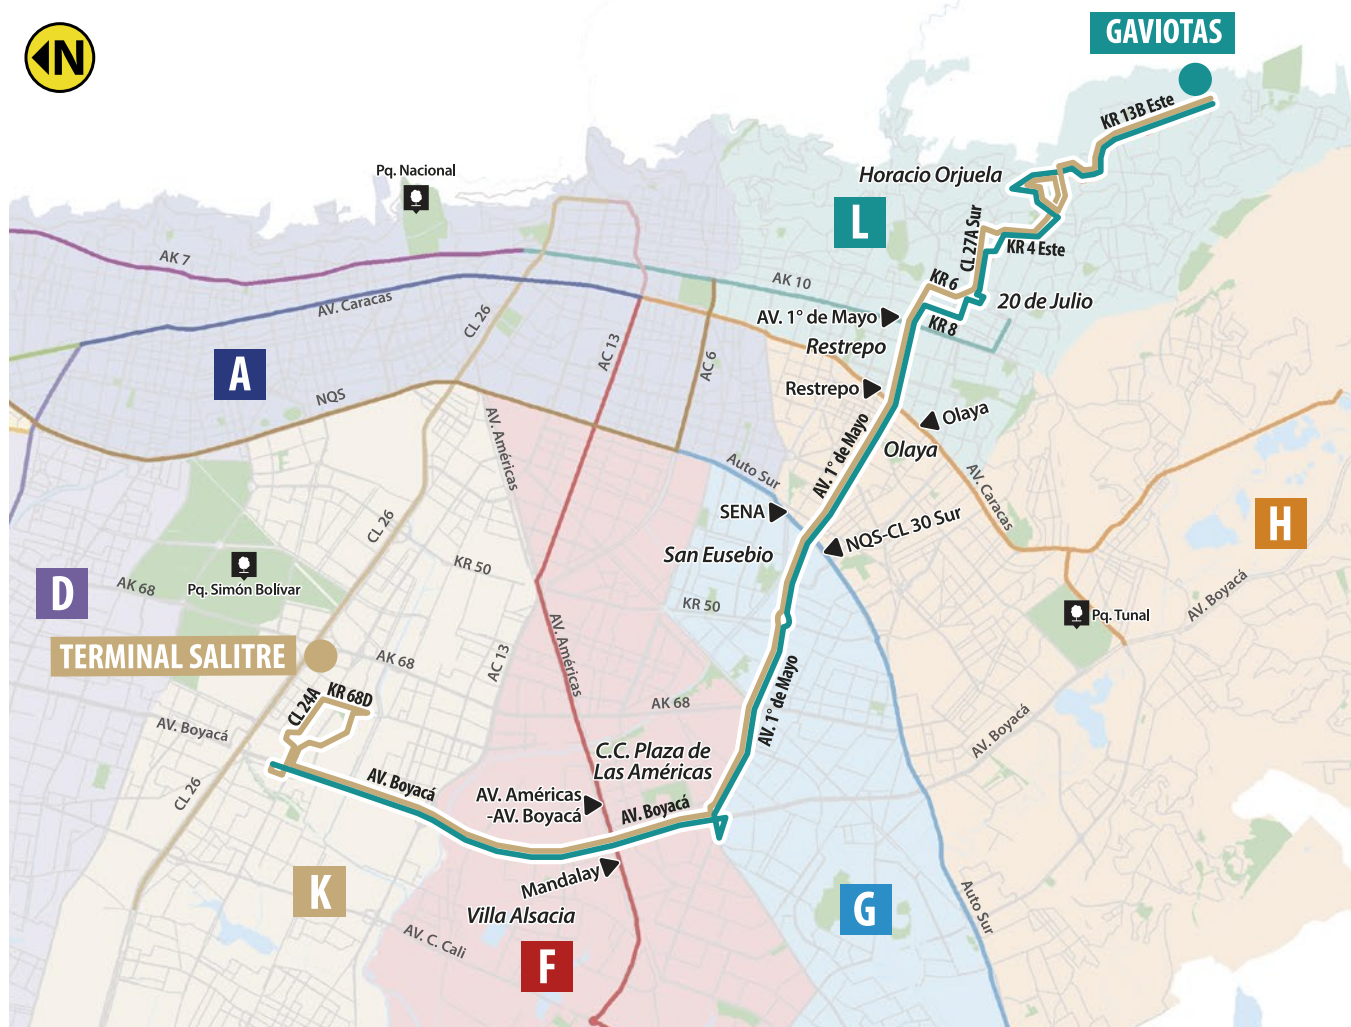 GAVIOTAS
N
KR 13B Este
Pq. Nacional
Horacio Orjuela
L
CL 27A Sur
KR 4 Este
AK 7
AK 10
KR 6
20 de Julio
AV. Caracas
CL 26
AV. 1° de Mayo
KR 8
Restrepo
AC 13
AC 6
A
NQS
Restrepo
Olaya
Olaya
AV. Américas
AV. 1° de Mayo
Auto Sur
AV. Caracas
SENA
NQS-CL 30 Sur
H
CL 26
San Eusebio
KR 50
Pq. Simón Bolívar
D
AK 68
KR 50
AV. Boyacá
Pq. Tunal
TERMINAL SALITRE
AK 68
AC 13
AV. Américas
AV. 1° de Mayo
CL 24A
KR 68D
AK 68
AV. Boyacá
AV. Boyacá
C.C. Plaza de
Las Américas
CL 26
AV. Boyacá
AV. Américas
-AV. Boyacá
AV. Boyacá
Mandalay
K
Villa Alsacia
G
Auto Sur
AV. C. Cali
F